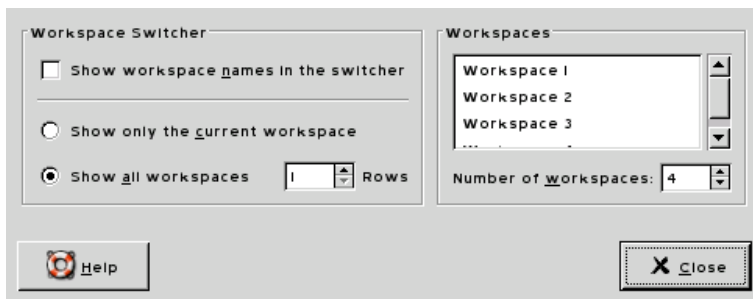 Workspace Switcher
Show workspace names in the switcher
Show only the current workspace
Show all workspaces 1 Rows
Workspaces
Workspace 1
Workspace 2
Workspace 3
Number of workspaces: 4
Help
Close